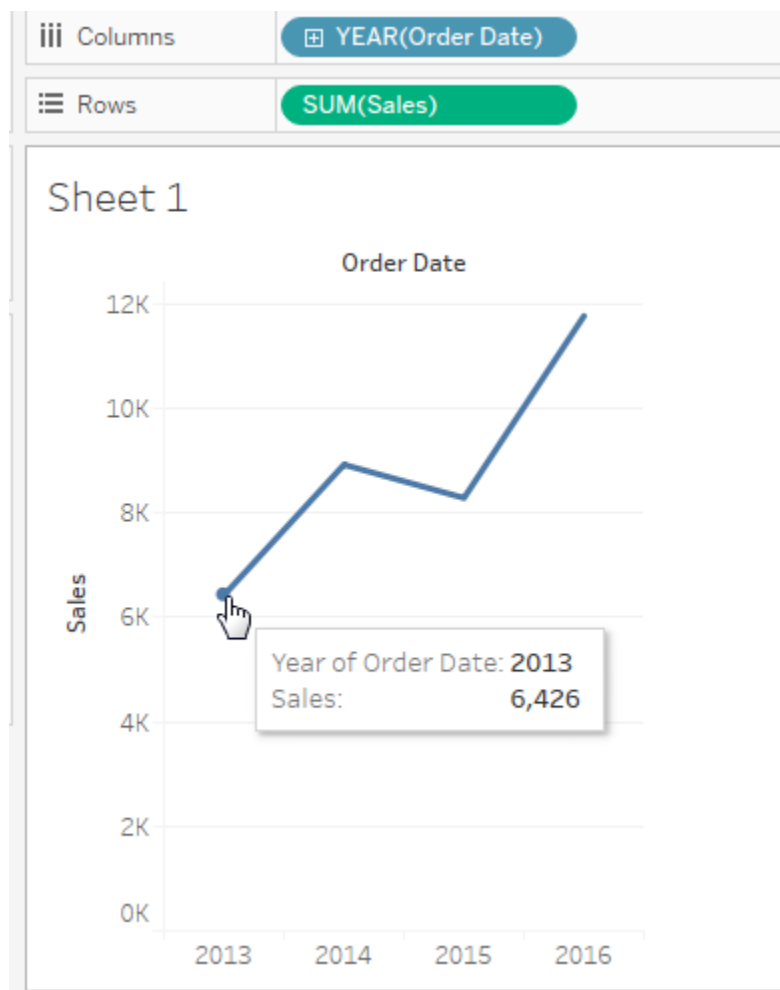 Columns
YEAR(Order Date)
Rows
SUM(Sales)
Sheet 1
Order Date
12K
10K
8K
6K
4K
2K
0K
Sales
Year of Order Date: 2013
Sales: 6,426
2013 2014 2015 2016